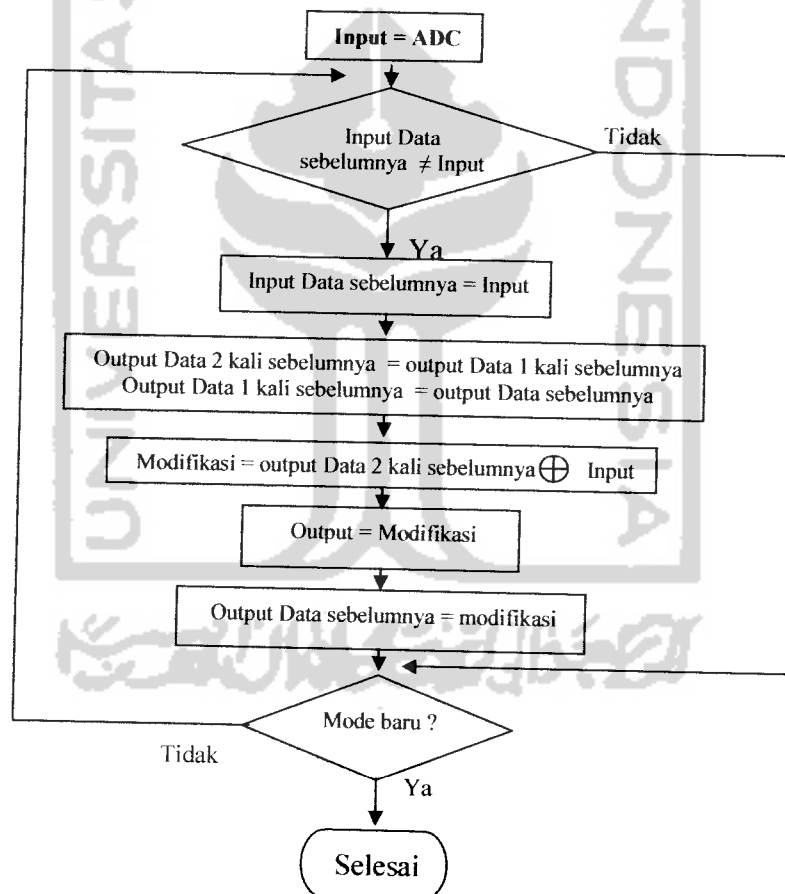 Input = ADC
Input Data
sebelumnya ≠ Input
Tidak
Ya
Input Data sebelumnya = Input
Output Data 2 kali sebelumnya = output Data 1 kali sebelumnya
Output Data 1 kali sebelumnya = output Data sebelumnya
Modifikasi = output Data 2 kali sebelumnya ⊕ Input
Output = Modifikasi
Output Data sebelumnya = modifikasi
Mode baru ?
Tidak
Ya
Selesai
UNIVERSITAS
NDONESIA